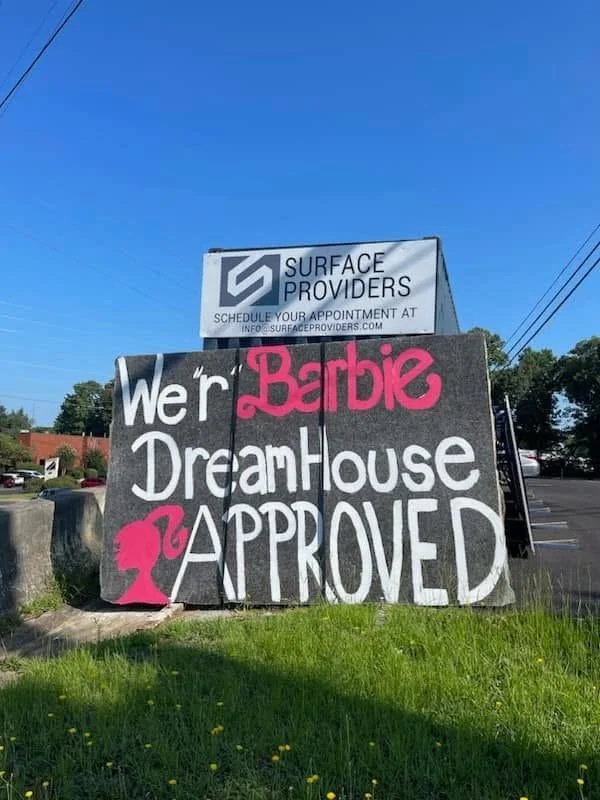 SURFACE
PROVIDERS
SCHEDULE YOUR APPOINTMENT AT
INFO@SURFACEPROVIDERS.COM
We "r" Barbie
DreamHouse
APPROVED